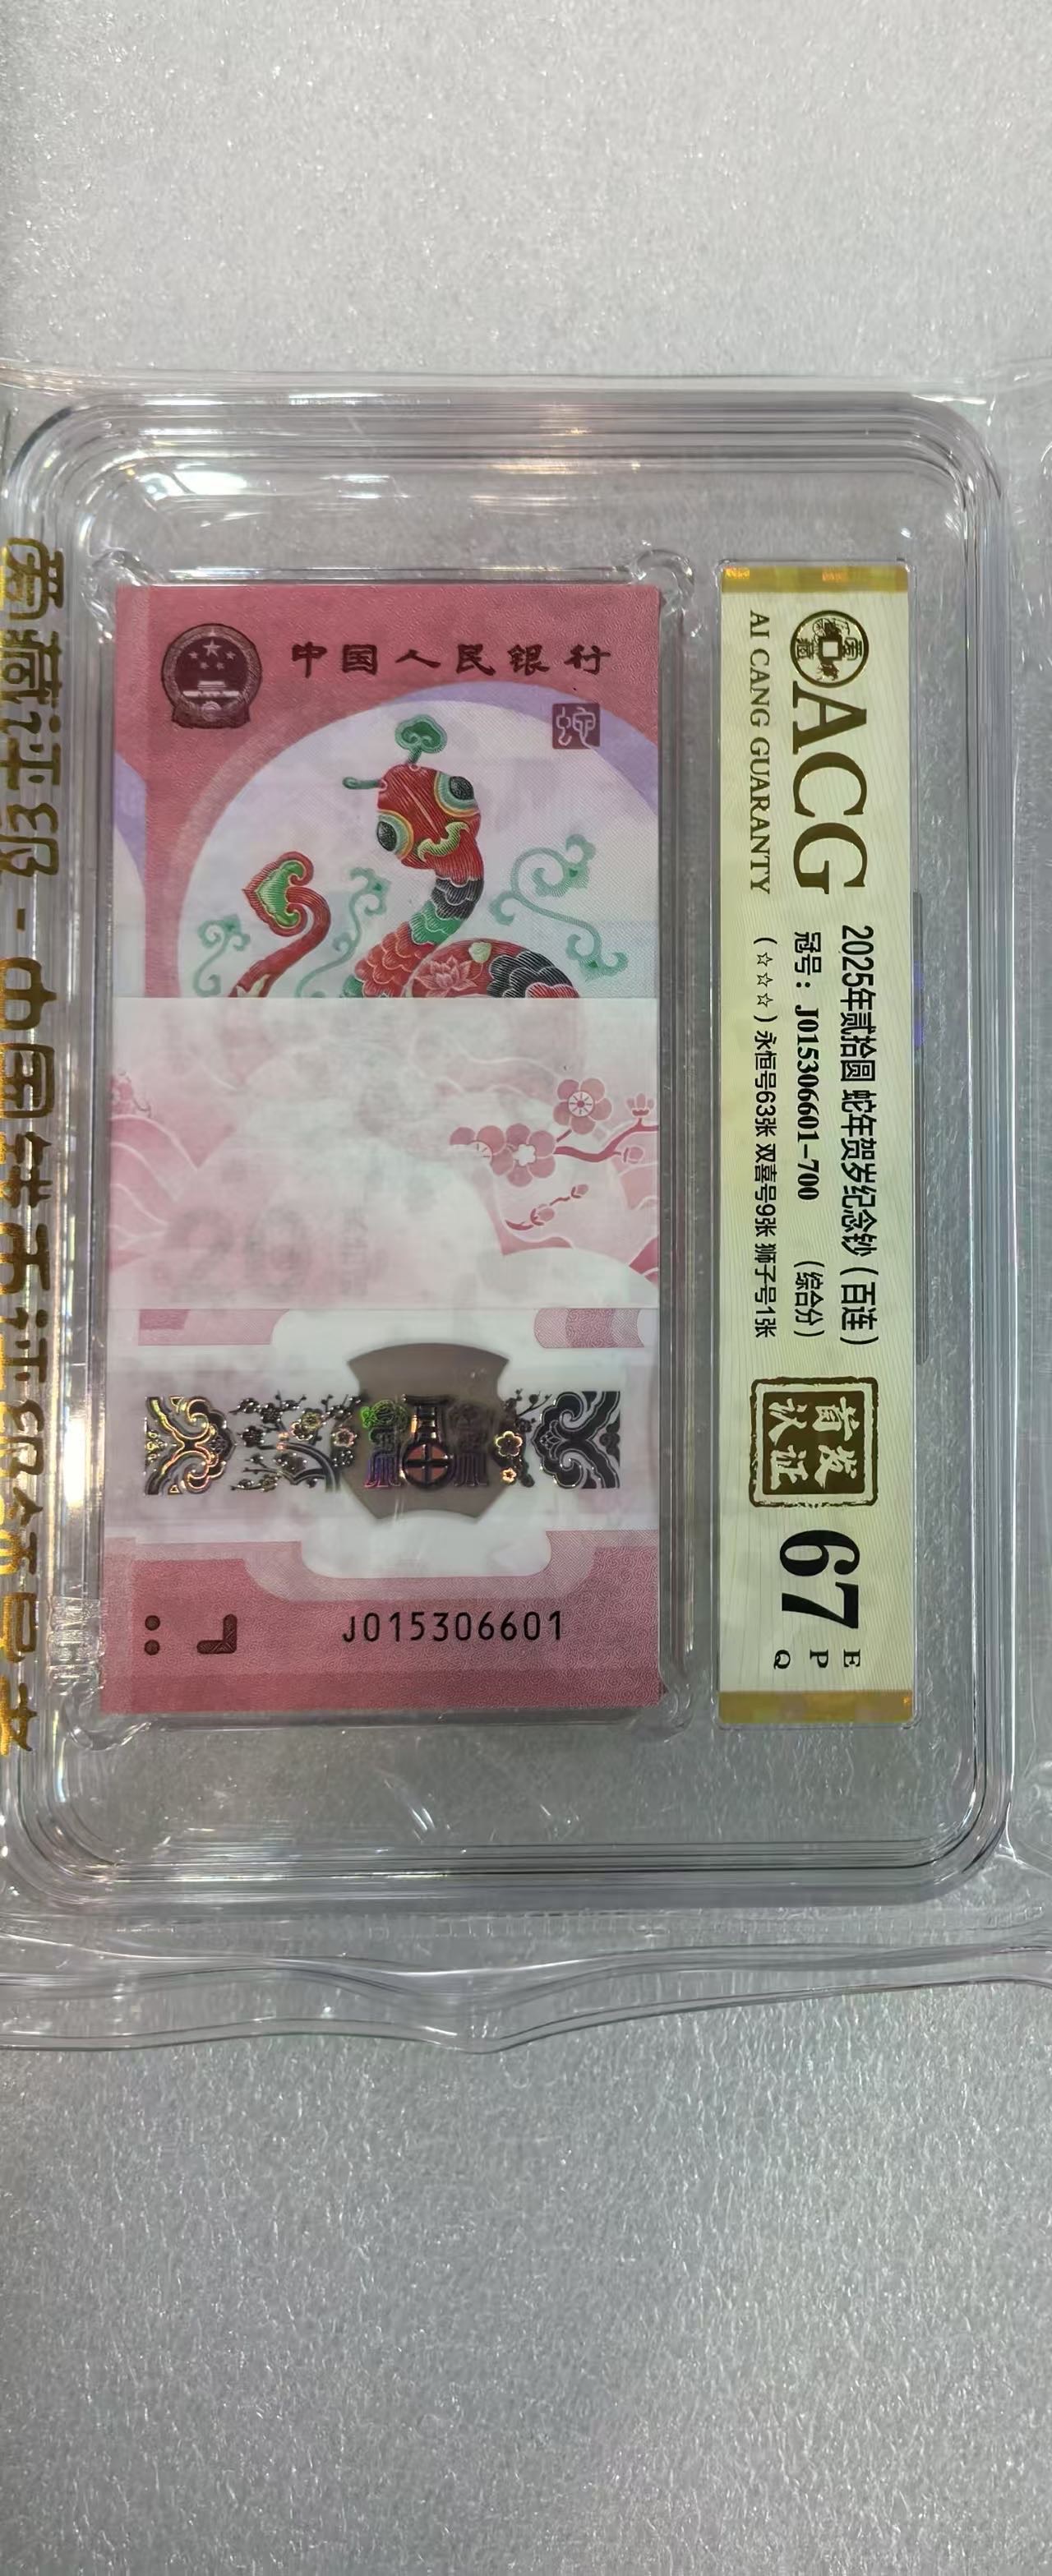 中国人民银行
蛇
J015306601
ACG
AI CANG GUARANTY
2025年贰拾圆 蛇年贺岁纪念钞（百连）
冠号：J015306601-700 （综合分）
（☆☆☆）永恒号63张 双喜号9张 狮子号1张
首发
认证
67
E
P
Q
爱藏评级-中国钱币评级领导者